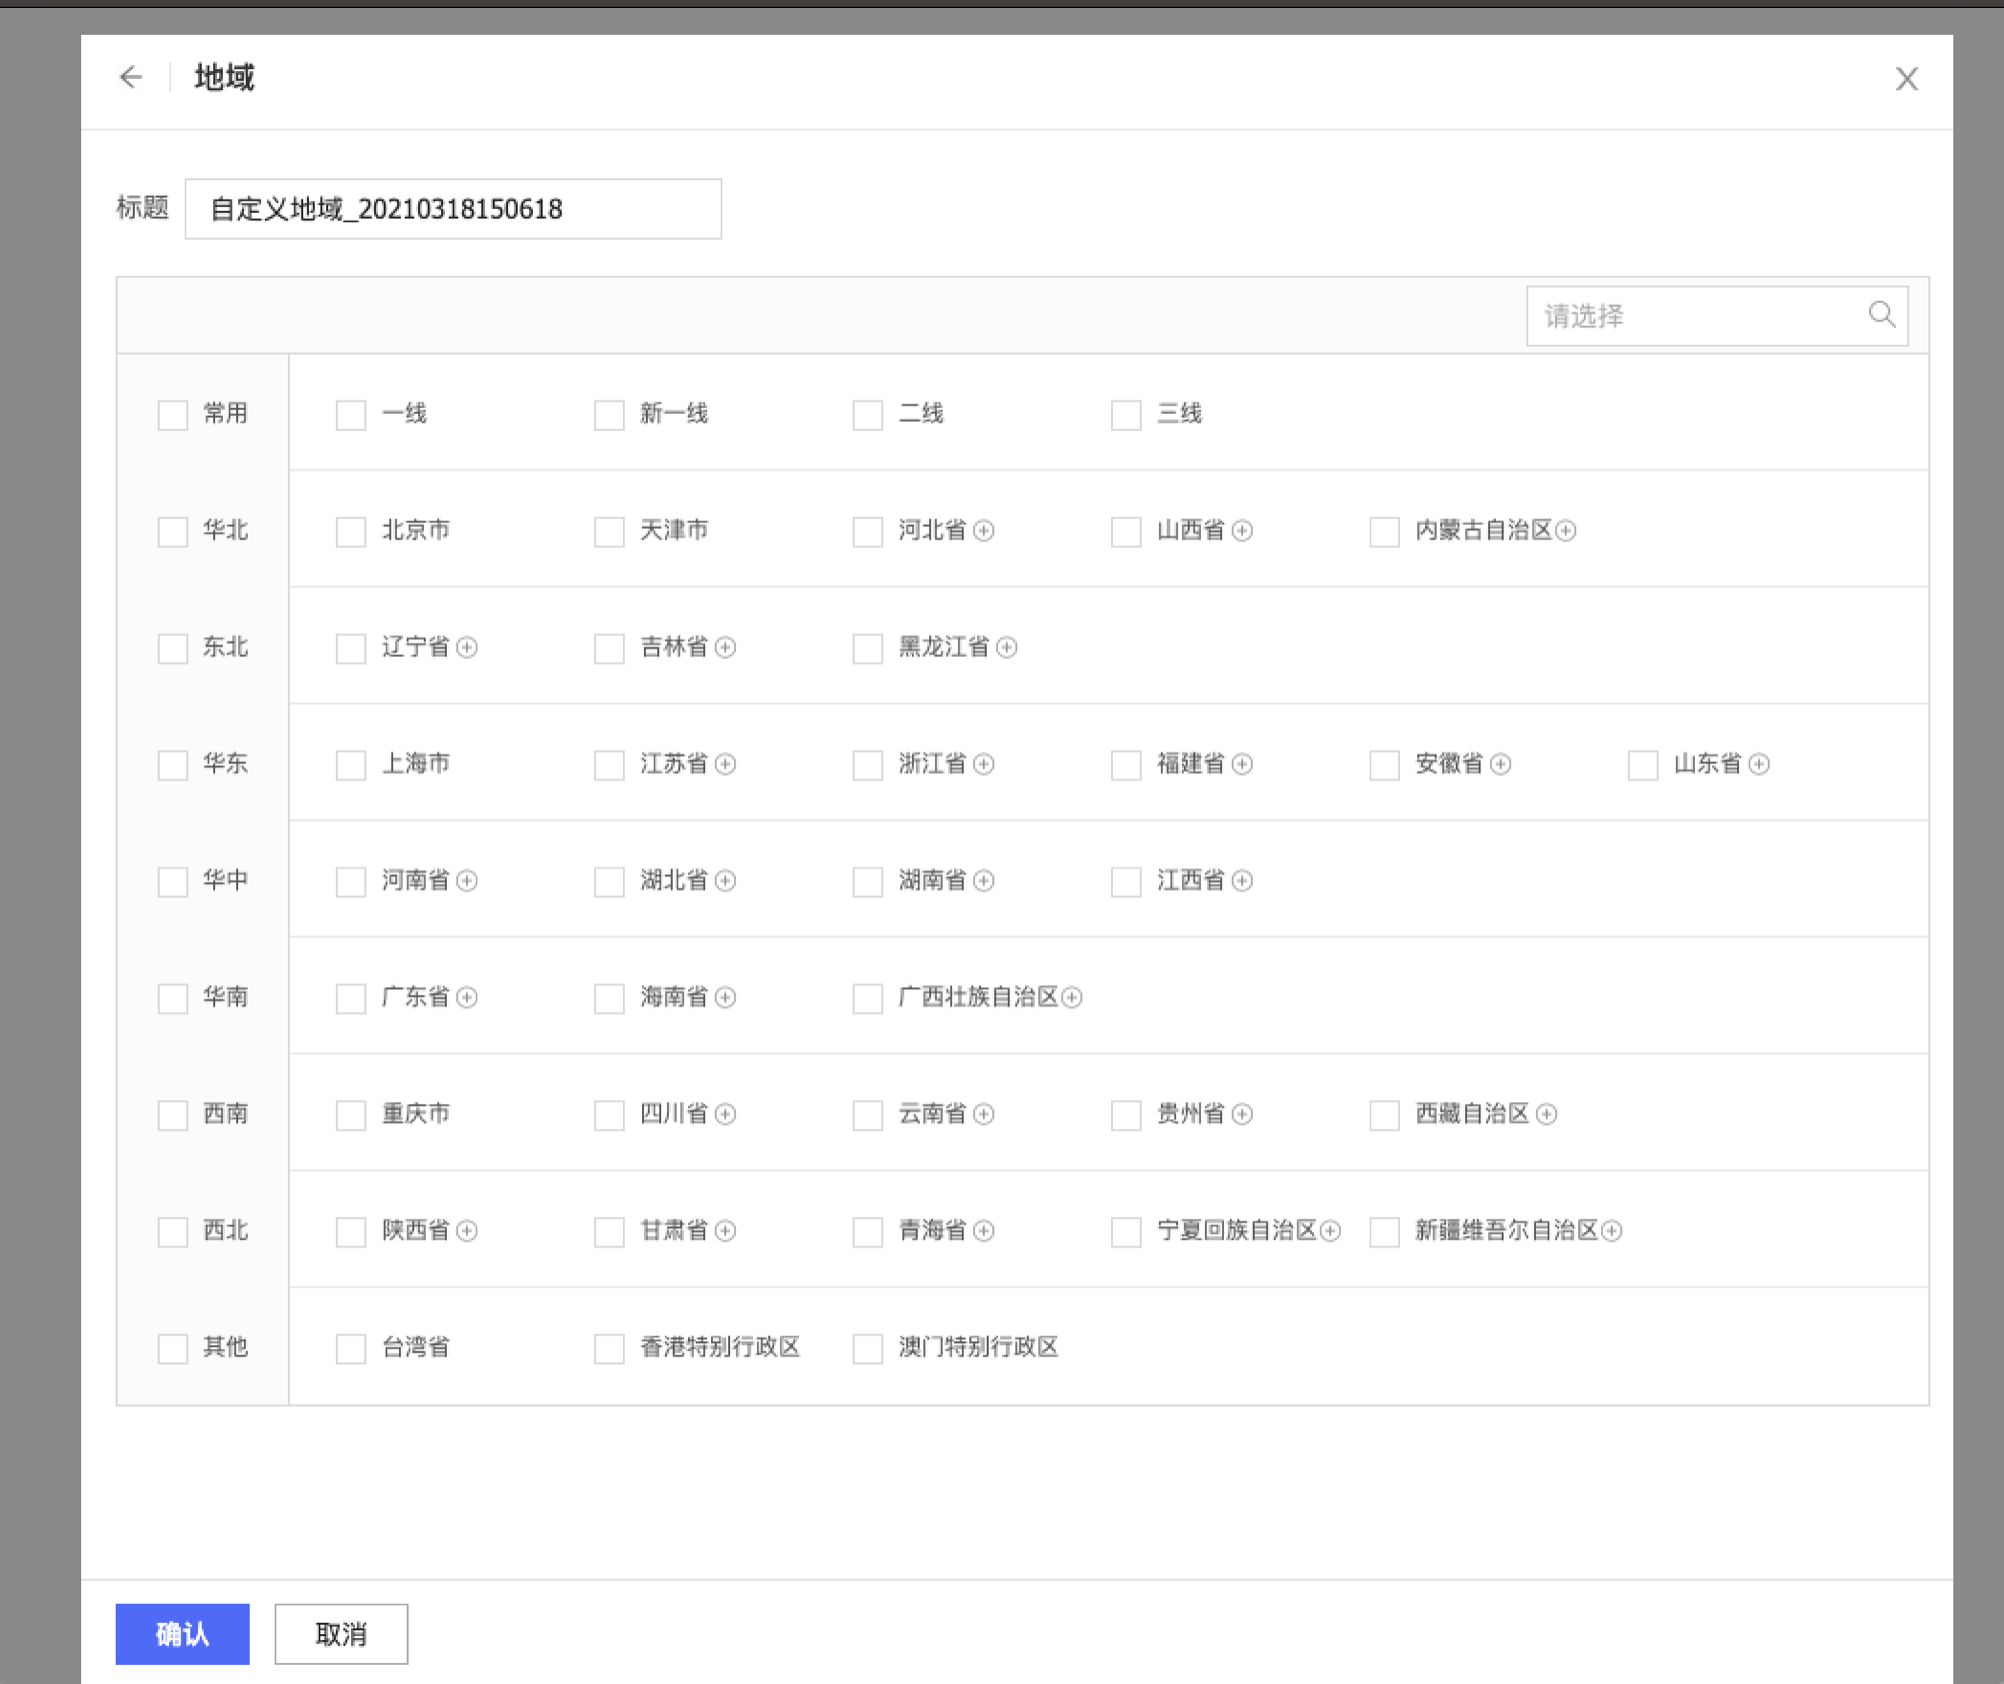 地域
标题 自定义地域_20210318150618
请选择
常用 一线 新一线 二线 三线
华北 北京市 天津市 河北省 山西省 内蒙古自治区
东北 辽宁省 吉林省 黑龙江省
华东 上海市 江苏省 浙江省 福建省 安徽省 山东省
华中 河南省 湖北省 湖南省 江西省
华南 广东省 海南省 广西壮族自治区
西南 重庆市 四川省 云南省 贵州省 西藏自治区
西北 陕西省 甘肃省 青海省 宁夏回族自治区 新疆维吾尔自治区
其他 台湾省 香港特别行政区 澳门特别行政区
确认 取消